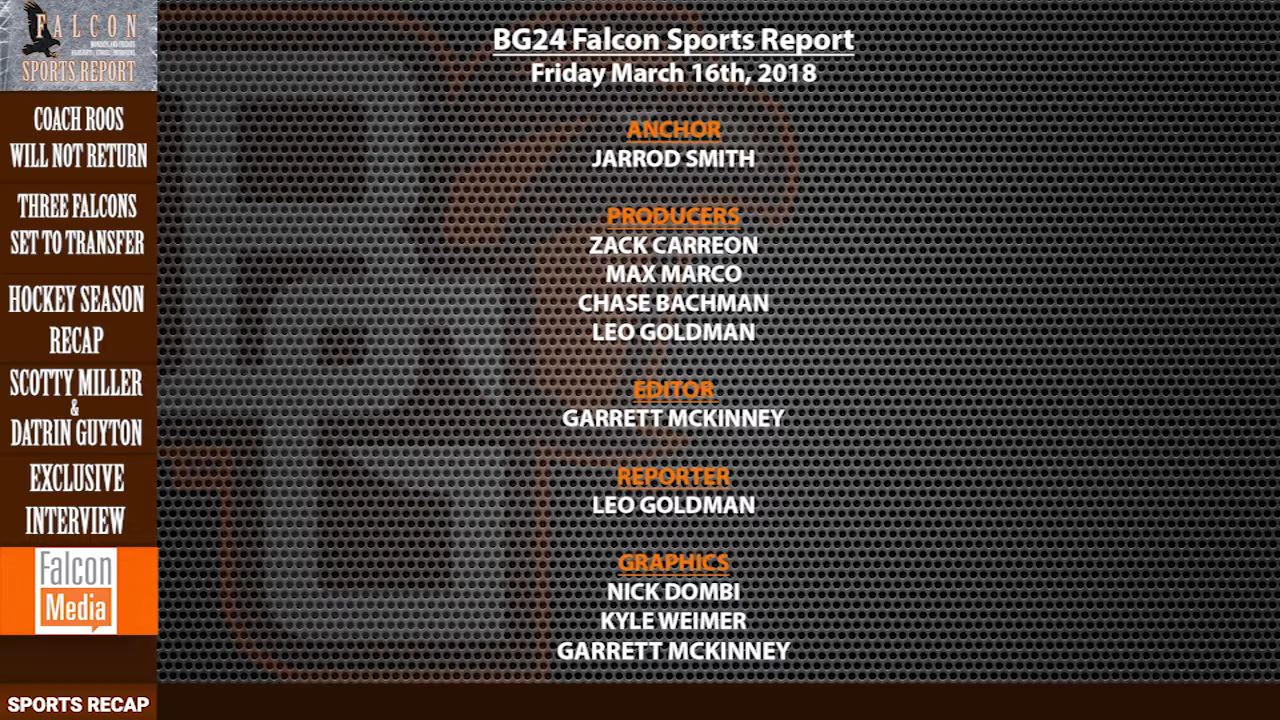 FALCON
SPORTS REPORT
COACH ROOS
WILL NOT RETURN
THREE FALCONS
SET TO TRANSFER
HOCKEY SEASON
RECAP
SCOTTY MILLER
&
DATRIN GUYTON
EXCLUSIVE
INTERVIEW
Falcon
Media
SPORTS RECAP
BG24 Falcon Sports Report
Friday March 16th, 2018
ANCHOR
JARROD SMITH
PRODUCERS
ZACK CARREON
MAX MARCO
CHASE BACHMAN
LEO GOLDMAN
EDITOR
GARRETT MCKINNEY
REPORTER
LEO GOLDMAN
GRAPHICS
NICK DOMBI
KYLE WEIMER
GARRETT MCKINNEY